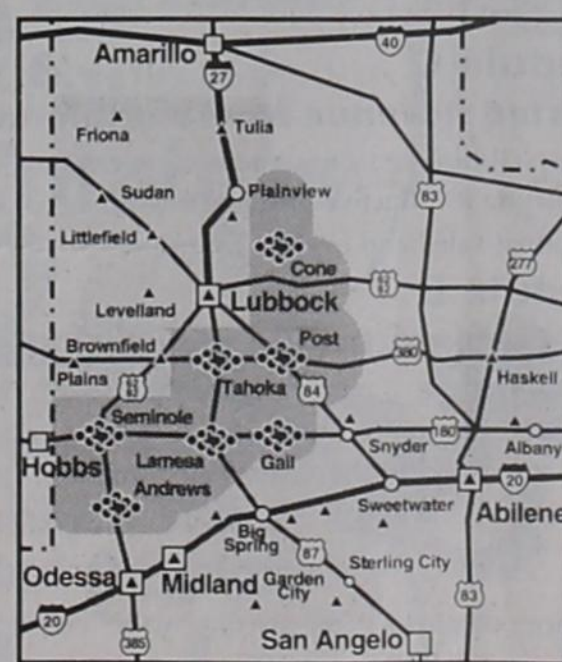 Amarillo
40
27
Friona
Tulia
Sudan
Plainview
83
Littlefield
Cone
277
Levelland
Lubbock
Brownfield
Post
380
Plains
Tahoka
84
Haskell
Seminole
180
Hobbs
Lamesa
Gail
Snyder
Albany
Andrews
Sweetwater
20
Abilene
Big
Spring
87
Sterling City
Odessa
Midland
Garden
City
83
20
385
San Angelo